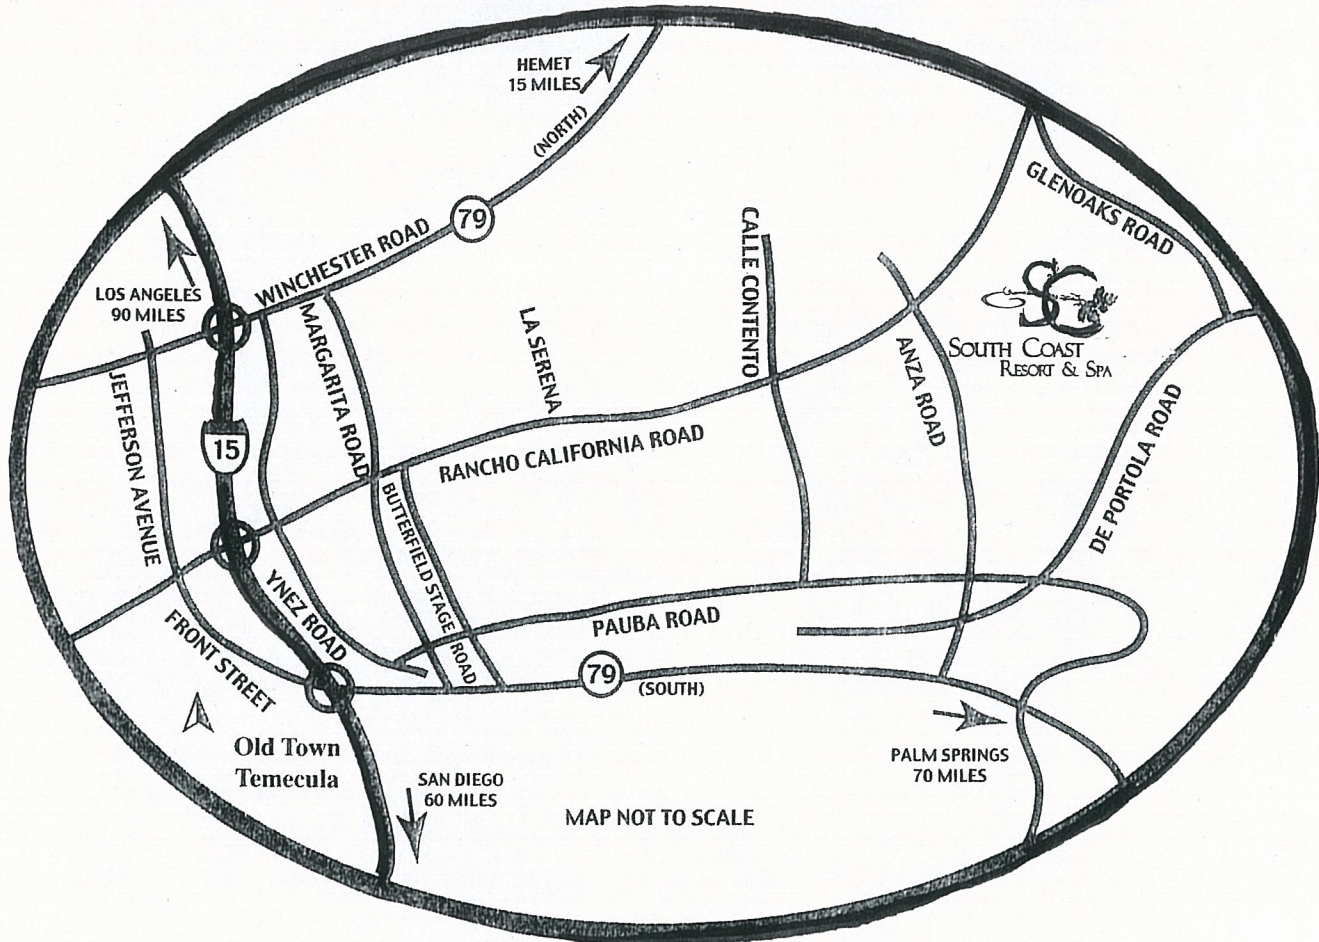 HEMET
15 MILES
(NORTH)
79
WINCHESTER ROAD
GLENOAKS ROAD
LOS ANGELES
90 MILES
CALLE CONTENTO
SC
SOUTH COAST
RESORT & SPA
MARGARITA ROAD
LA SERENA
ANZA ROAD
JEFFERSON AVENUE
15
RANCHO CALIFORNIA ROAD
DE PORTOLA ROAD
BUTTERFIELD STAGE ROAD
YNEZ ROAD
FRONT STREET
PAUBA ROAD
79
(SOUTH)
Old Town
Temecula
SAN DIEGO
60 MILES
PALM SPRINGS
70 MILES
MAP NOT TO SCALE